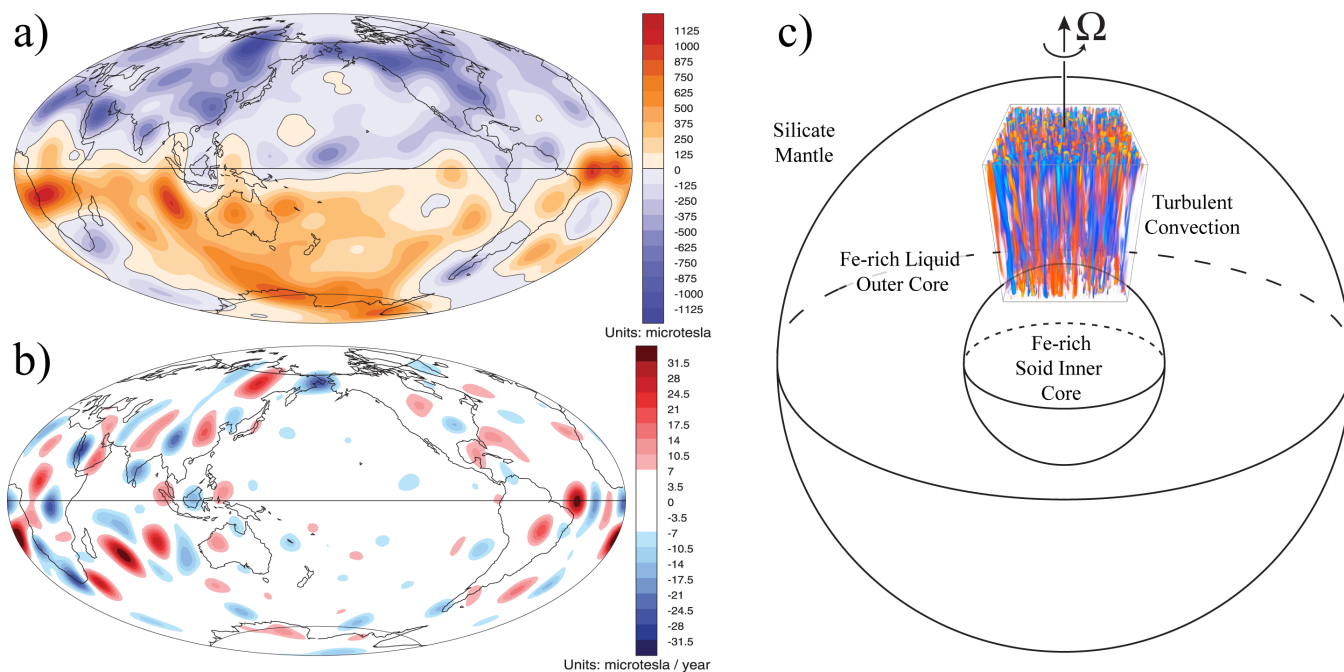 a)
1125
1000
875
750
625
500
375
250
125
0
-125
-250
-375
-500
-625
-750
-875
-1000
-1125
Units: microtesla
b)
31.5
28
24.5
21
17.5
14
10.5
7
3.5
0
-3.5
-7
-10.5
-14
-17.5
-21
-24.5
-28
-31.5
Units: microtesla / year
c)
Ω
Silicate
Mantle
Turbulent
Convection
Fe-rich Liquid
Outer Core
Fe-rich
Soid Inner
Core